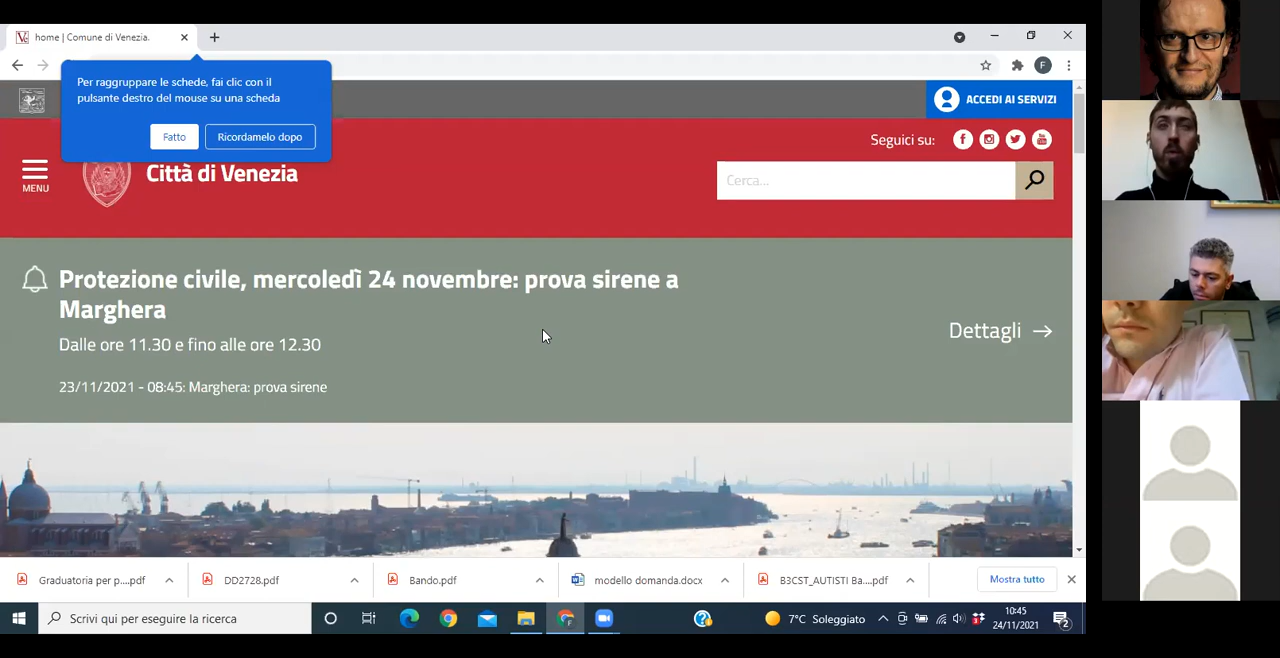 home | Comune di Venezia.
Per raggruppare le schede, fai clic con il
pulsante destro del mouse su una scheda
Fatto
Ricordamelo dopo
F
ACCEDI AI SERVIZI
MENU
Città di Venezia
Seguici su:
Cerca...
Protezione civile, mercoledì 24 novembre: prova sirene a
Marghera
Dalle ore 11.30 e fino alle ore 12.30
23/11/2021 - 08:45: Marghera: prova sirene
Dettagli
Graduatoria per p....pdf
DD2728.pdf
Bando.pdf
modello domanda.docx
B3CST_AUTISTI Ba....pdf
Mostra tutto
Scrivi qui per eseguire la ricerca
7°C Soleggiato
10:45
24/11/2021
2